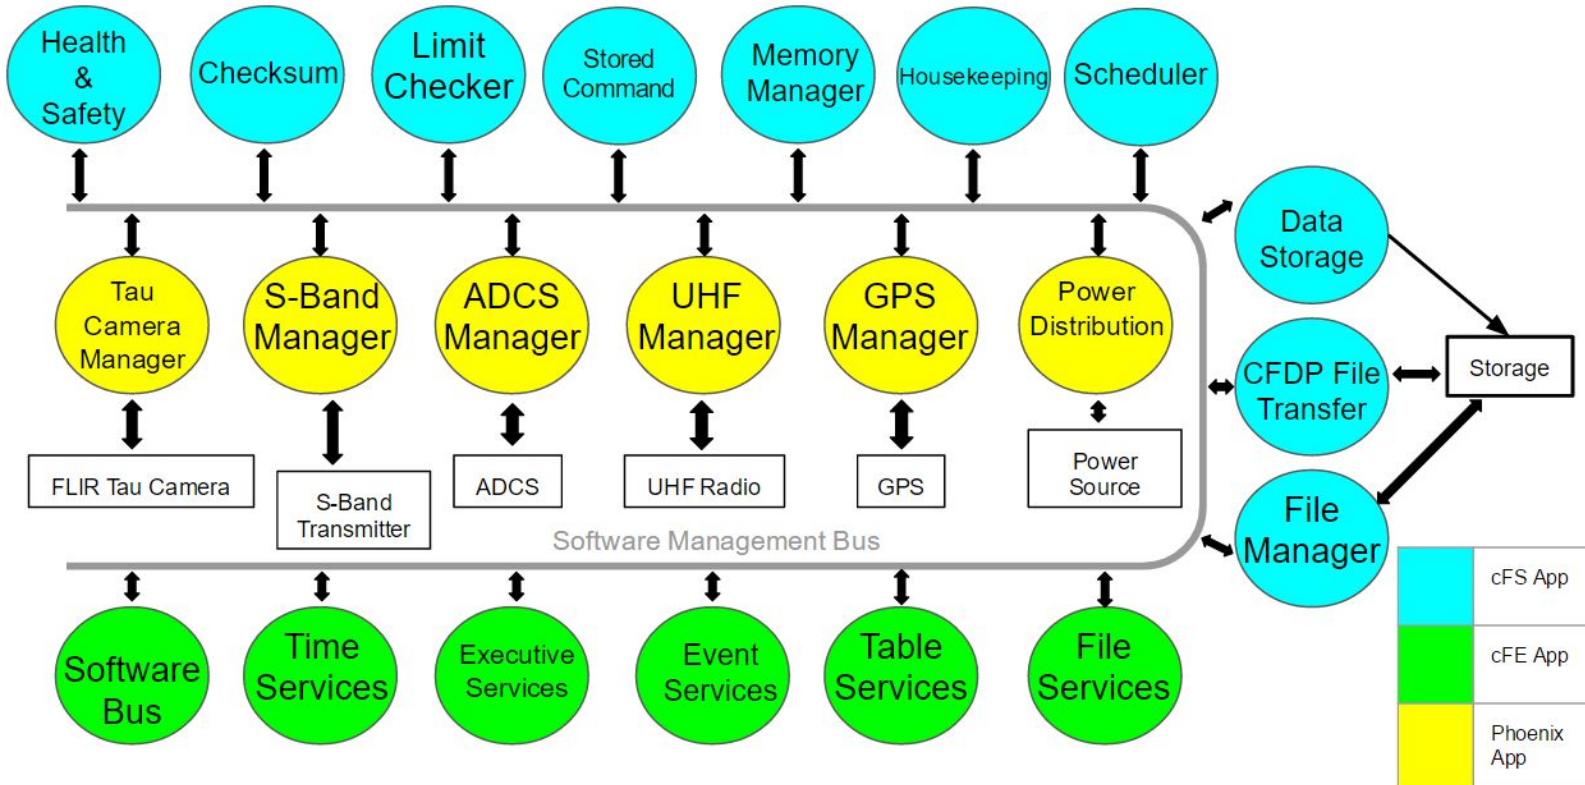 Health
&
Safety
Checksum
Limit
Checker
Stored
Command
Memory
Manager
Housekeeping
Scheduler
Data
Storage
Tau
Camera
Manager
S-Band
Manager
ADCS
Manager
UHF
Manager
GPS
Manager
Power
Distribution
CFDP File
Transfer
Storage
FLIR Tau Camera
S-Band
Transmitter
ADCS
UHF Radio
GPS
Power
Source
File
Manager
Software Management Bus
Software
Bus
Time
Services
Executive
Services
Event
Services
Table
Services
File
Services
cFS App
cFE App
Phoenix
App